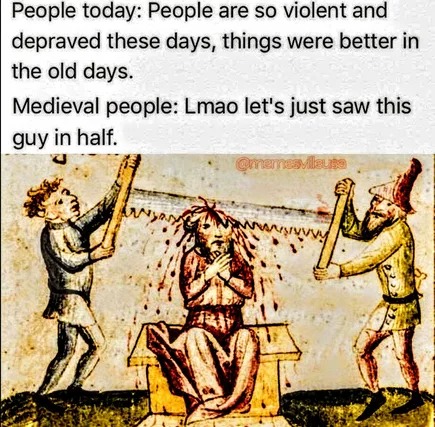 People today: People are so violent and
depraved these days, things were better in
the old days.
Medieval people: Lmao let's just saw this
guy in half.